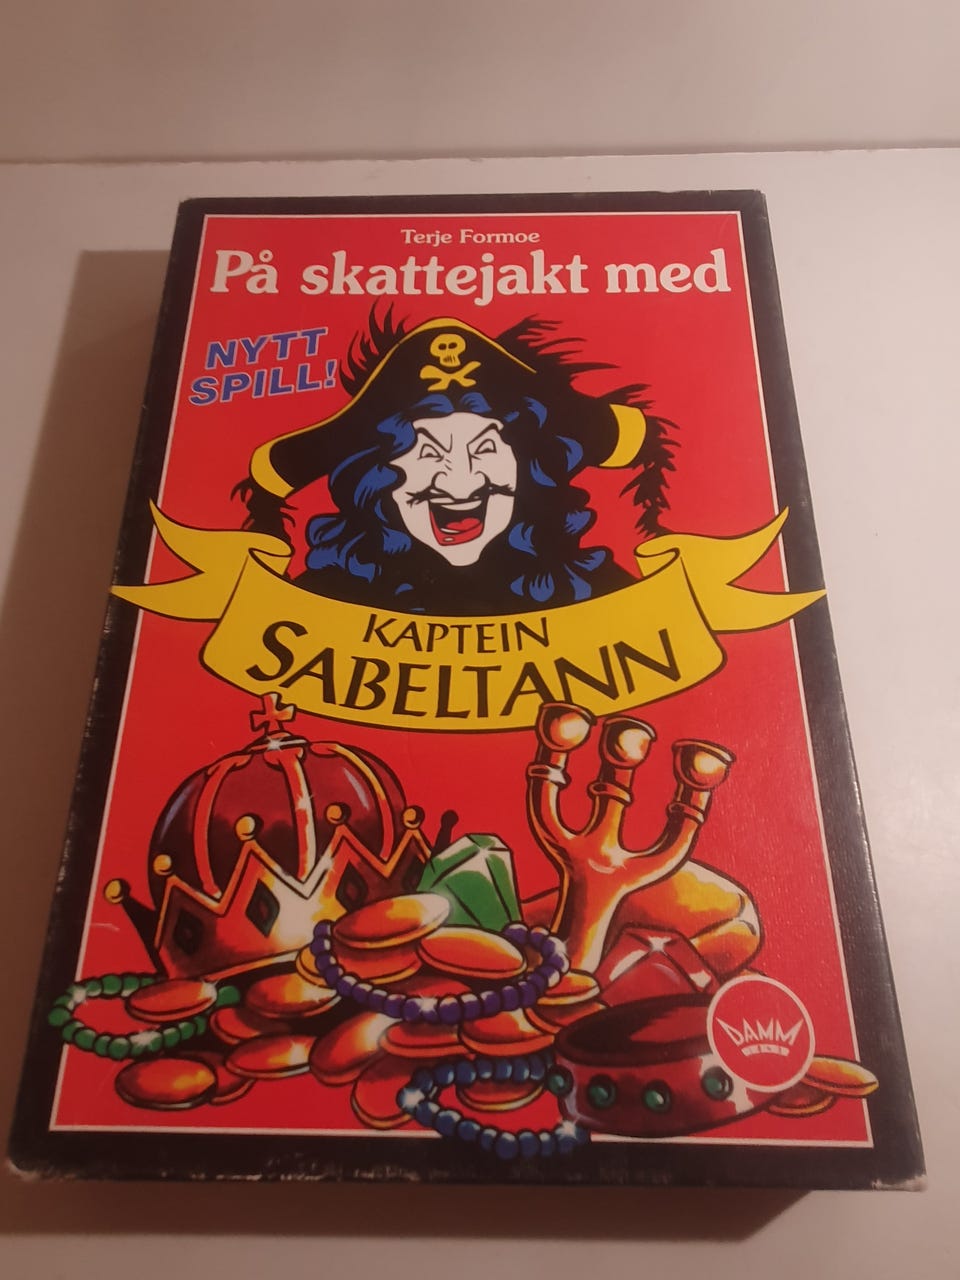 Terje Formoe
På skattejakt med
NYTT
SPILL!
KAPTEIN
SABELTANN
DAMM